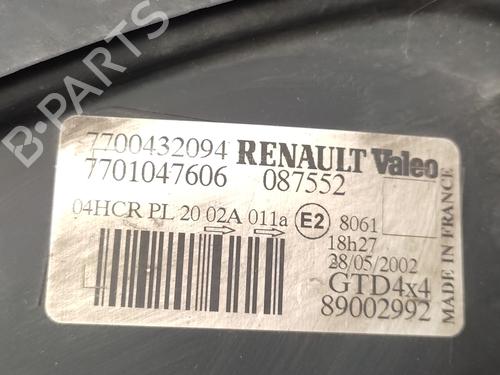 B-PARTS
7700432094 RENAULT Valeo
7701047606 087552
04HCR PL 20 02A 011a E2 8061
18h27
28/05/2002
GTD4x4
89002992
MADE IN FRANCE